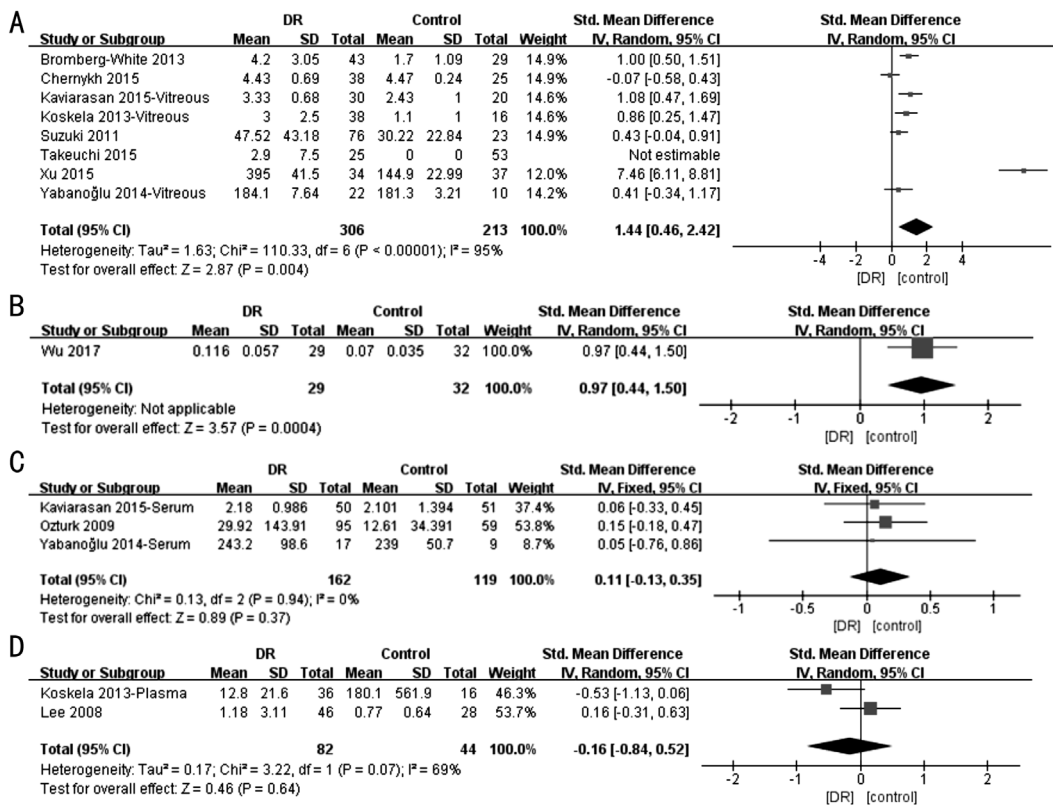 A
DR Control Std. Mean Difference Std. Mean Difference
Study or Subgroup Mean SD Total Mean SD Total Weight IV, Random, 95% CI IV, Random, 95% CI
Bromberg-White 2013 4.2 3.05 43 1.7 1.09 29 14.9% 1.00 [0.50, 1.51]
Chernykh 2015 4.43 0.69 38 4.47 0.24 25 14.9% -0.07 [-0.58, 0.43]
Kaviarasan 2015-Vitreous 3.33 0.68 30 2.43 1 20 14.6% 1.08 [0.47, 1.69]
Koskela 2013-Vitreous 3 2.5 38 1.1 1 16 14.6% 0.86 [0.25, 1.47]
Suzuki 2011 47.52 43.18 76 30.22 22.84 23 14.9% 0.43 [-0.04, 0.91]
Takeuchi 2015 2.9 7.5 25 0 0 53 Not estimable
Xu 2015 395 41.5 34 144.9 22.99 37 12.0% 7.46 [6.11, 8.81]
Yabanoğlu 2014-Vitreous 184.1 7.64 22 181.3 3.21 10 14.2% 0.41 [-0.34, 1.17]
Total (95% CI) 306 213 100.0% 1.44 [0.46, 2.42]
Heterogeneity: Tau² = 1.63; Chi² = 110.33, df = 6 (P < 0.00001); I² = 95%
Test for overall effect: Z = 2.87 (P = 0.004)
-4 -2 0 2 4
[DR] [control]
B
DR Control Std. Mean Difference Std. Mean Difference
Study or Subgroup Mean SD Total Mean SD Total Weight IV, Random, 95% CI IV, Random, 95% CI
Wu 2017 0.116 0.057 29 0.07 0.035 32 100.0% 0.97 [0.44, 1.50]
Total (95% CI) 29 32 100.0% 0.97 [0.44, 1.50]
Heterogeneity: Not applicable
Test for overall effect: Z = 3.57 (P = 0.0004)
-2 -1 0 1 2
[DR] [control]
C
DR Control Std. Mean Difference Std. Mean Difference
Study or Subgroup Mean SD Total Mean SD Total Weight IV, Fixed, 95% CI IV, Fixed, 95% CI
Kaviarasan 2015-Serum 2.18 0.986 50 2.101 1.394 51 37.4% 0.06 [-0.33, 0.45]
Ozturk 2009 29.92 143.91 95 12.61 34.391 59 53.8% 0.15 [-0.18, 0.47]
Yabanoğlu 2014-Serum 243.2 98.6 17 239 50.7 9 8.7% 0.05 [-0.76, 0.86]
Total (95% CI) 162 119 100.0% 0.11 [-0.13, 0.35]
Heterogeneity: Chi² = 0.13, df = 2 (P = 0.94); I² = 0%
Test for overall effect: Z = 0.89 (P = 0.37)
-1 -0.5 0 0.5 1
[DR] [control]
D
DR Control Std. Mean Difference Std. Mean Difference
Study or Subgroup Mean SD Total Mean SD Total Weight IV, Random, 95% CI IV, Random, 95% CI
Koskela 2013-Plasma 12.8 21.6 36 180.1 561.9 16 46.3% -0.53 [-1.13, 0.06]
Lee 2008 1.18 3.11 46 0.77 0.64 28 53.7% 0.16 [-0.31, 0.63]
Total (95% CI) 82 44 100.0% -0.16 [-0.84, 0.52]
Heterogeneity: Tau² = 0.17; Chi² = 3.22, df = 1 (P = 0.07); I² = 69%
Test for overall effect: Z = 0.46 (P = 0.64)
-2 -1 0 1 2
[DR] [control]